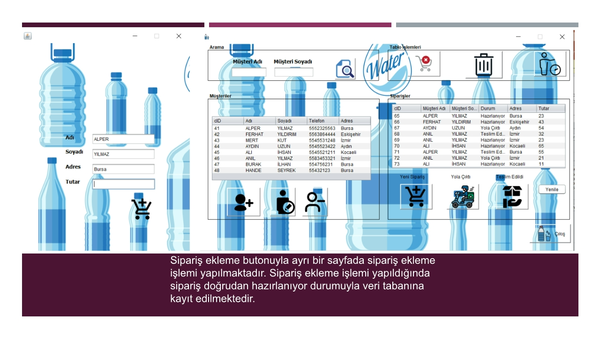 Adı
ALPER
Soyadı
YILMAZ
Adres
Bursa
Tutar
Arama
Müşteri Adı Müşteri Soyadı
Water
Tablo İşlemleri
Müşteriler
cID Adı Soyadı Telefon Adres
41 ALPER YILMAZ 5552325563 Bursa
42 FERHAT YILDIRIM Eskişehir
43 MERT KUT 5545531248 İzmir
44 AYDIN UZUN 5545523422 Aydın
45 ALİ İHSAN 5545521211 Kocaeli
46 ANIL YILMAZ 5583453321 İzmir
47 BURAK İLHAN 554756231 Bursa
48 HANDE SEYREK 55432123 Bursa
Siparişler
cID Müşteri Adı Müşteri So... Durum Adres Tutar
65 ALPER YILMAZ Hazırlanıyor Bursa 23
66 FERHAT YILDIRIM Hazırlanıyor Eskişehir 43
67 AYDIN UZUN Yola Çıktı Aydın 54
68 ANIL YILMAZ Teslim Ed... İzmir 32
69 MERT KUT Hazırlanıyor İzmir 23
70 ALİ İHSAN Hazırlanıyor Kocaeli 55
71 ALPER YILMAZ Teslim Ed... Bursa 55
72 ANIL YILMAZ Yola Çıktı İzmir 21
73 ALİ İHSAN Hazırlanıyor Kocaeli 11
Yeni Sipariş Yola Çıktı Teslim Edildi
Yenile
Çıkış
Sipariş ekleme butonuyla ayrı bir sayfada sipariş ekleme
işlemi yapılmaktadır. Sipariş ekleme işlemi yapıldığında
sipariş doğrudan hazırlanıyor durumuyla veri tabanına
kayıt edilmektedir.